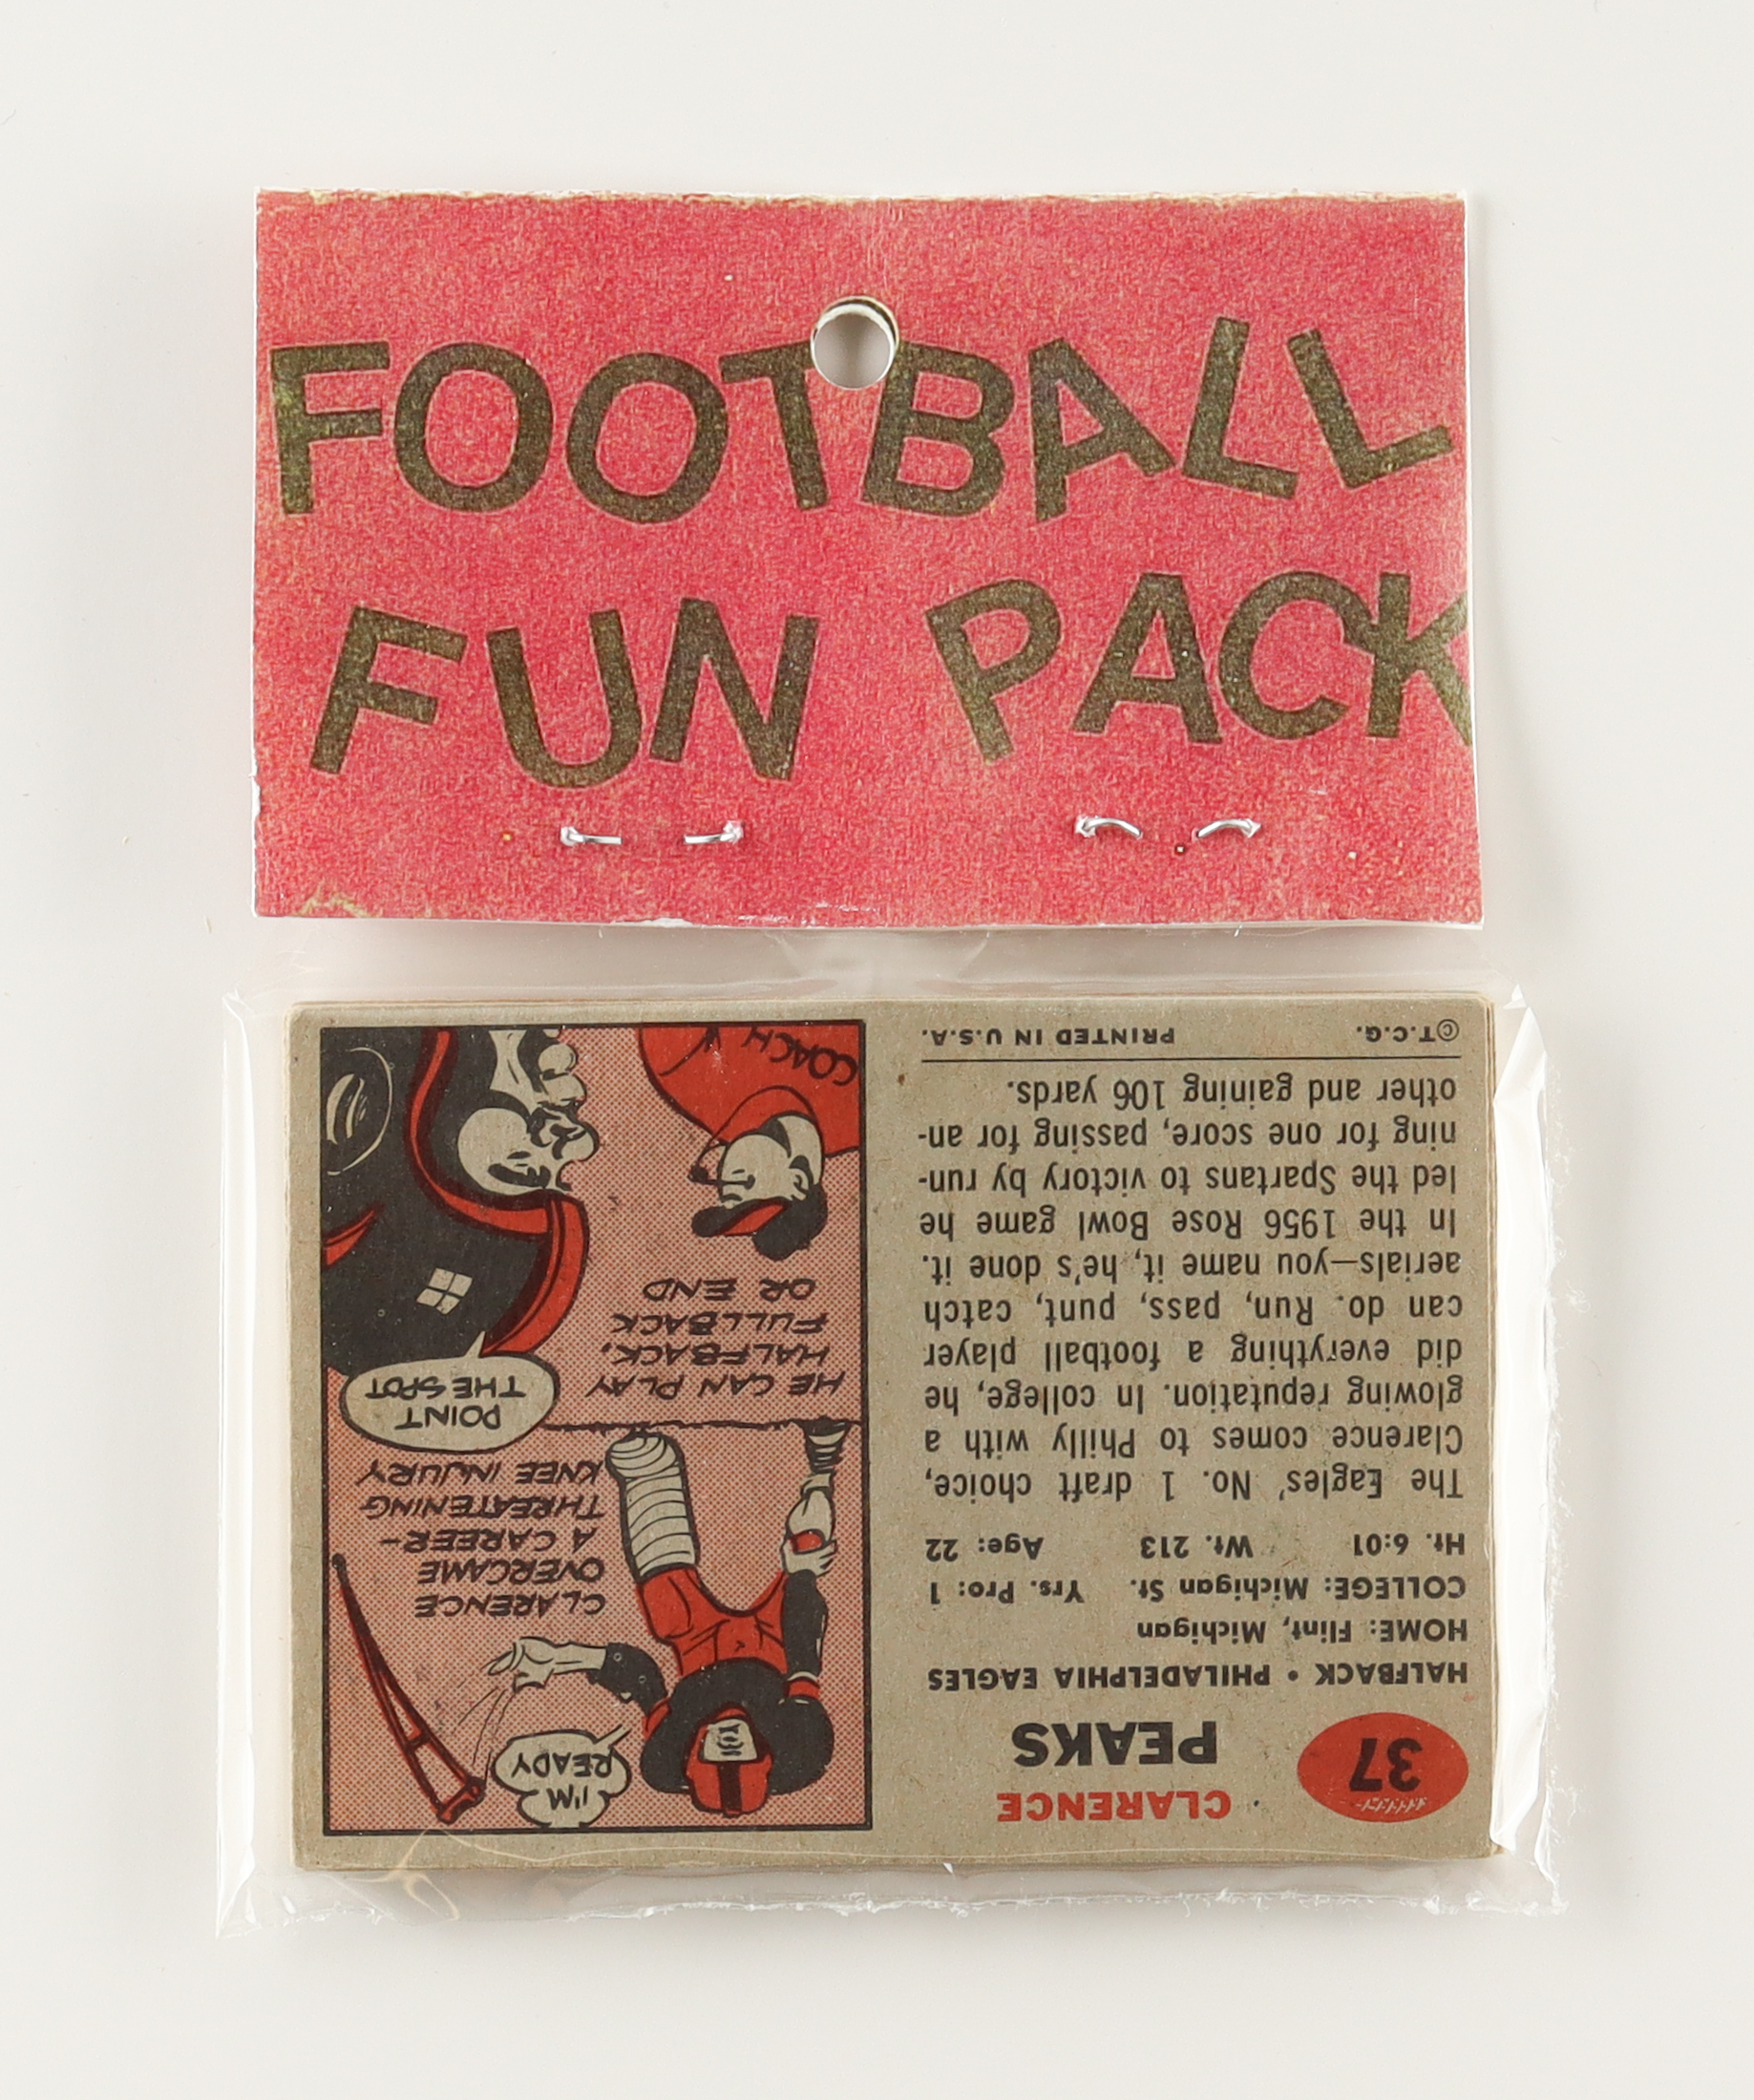 FOOTBALL
FUN PACK
37
CLARENCE
PEAKS
HALFBACK • PHILADELPHIA EAGLES
HOME: Flint, Michigan
COLLEGE: Michigan St. Yrs. Pro: 1
Ht. 6:01 Wt. 213 Age: 22
The Eagles' No. 1 draft choice,
Clarence comes to Philly with a
glowing reputation. In college, he
did everything a football player
can do. Run, pass, punt, catch
aerials—you name it, he's done it.
In the 1956 Rose Bowl game he
led the Spartans to victory by run-
ning for one score, passing for an-
other and gaining 106 yards.
©T.C.G. PRINTED IN U.S.A.
I'M
READY
CLARENCE
OVERCAME
A CAREER-
THREATENING
KNEE INJURY
HE CAN PLAY
HALFBACK,
FULLBACK
OR END
POINT
THE SPOT
COACH